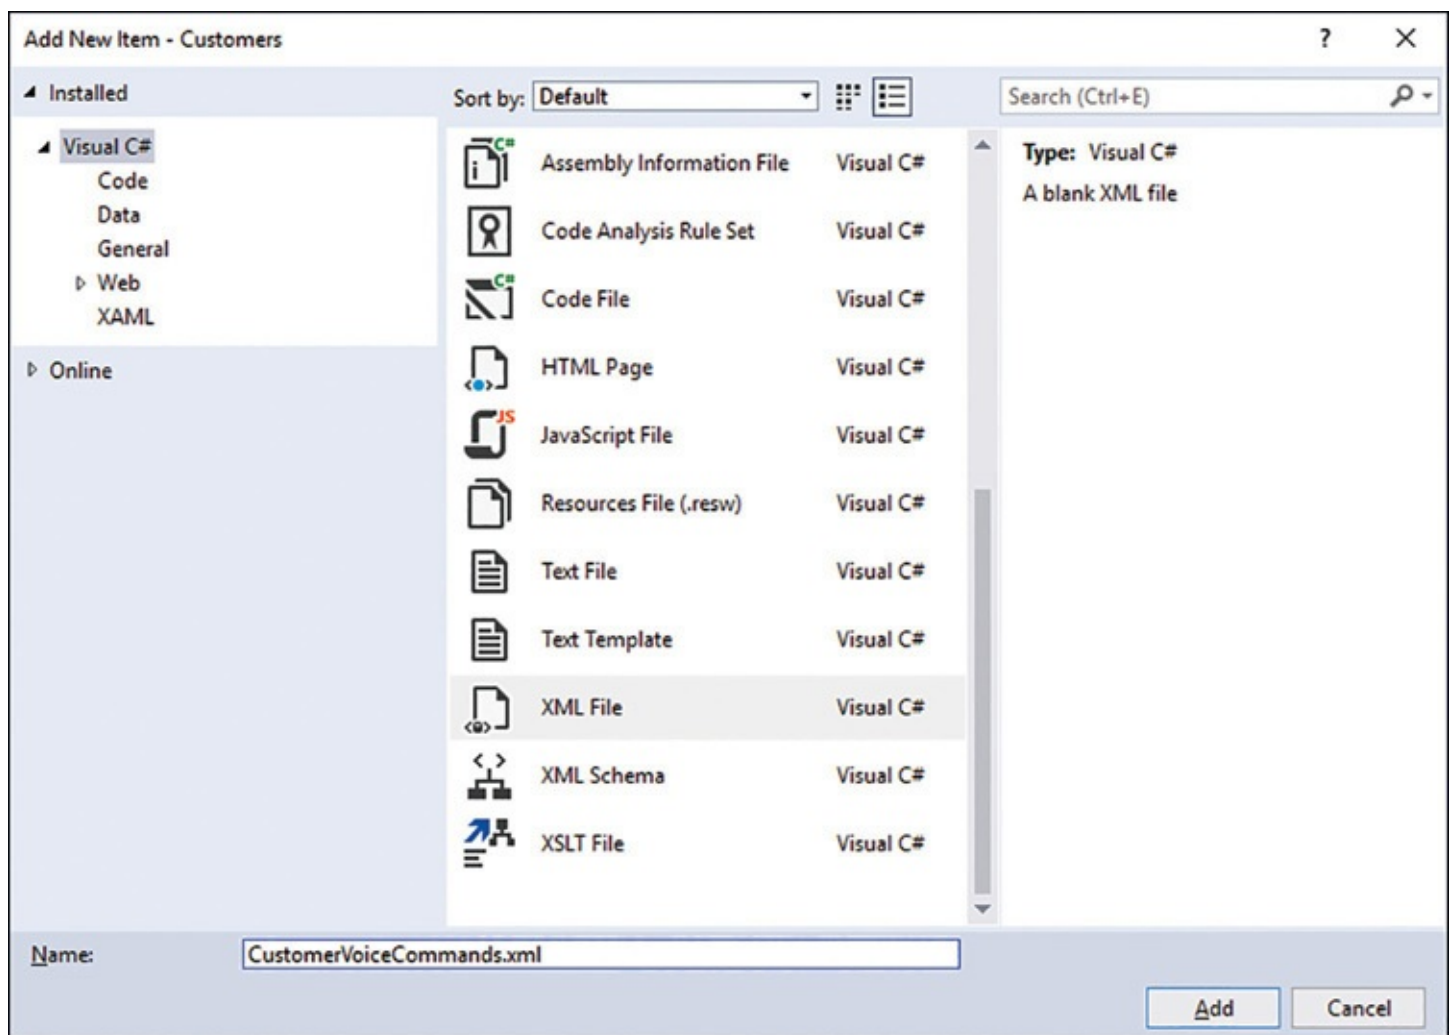 Add New Item - Customers
?
Installed
Sort by: Default
Search (Ctrl+E)
Visual C#
Code
Data
General
Web
XAML
Online
C# Assembly Information File Visual C#
Code Analysis Rule Set Visual C#
C# Code File Visual C#
HTML Page Visual C#
JS JavaScript File Visual C#
Resources File (.resw) Visual C#
Text File Visual C#
Text Template Visual C#
XML File Visual C#
XML Schema Visual C#
XSLT File Visual C#
Type: Visual C#
A blank XML file
Name: CustomerVoiceCommands.xml
Add Cancel